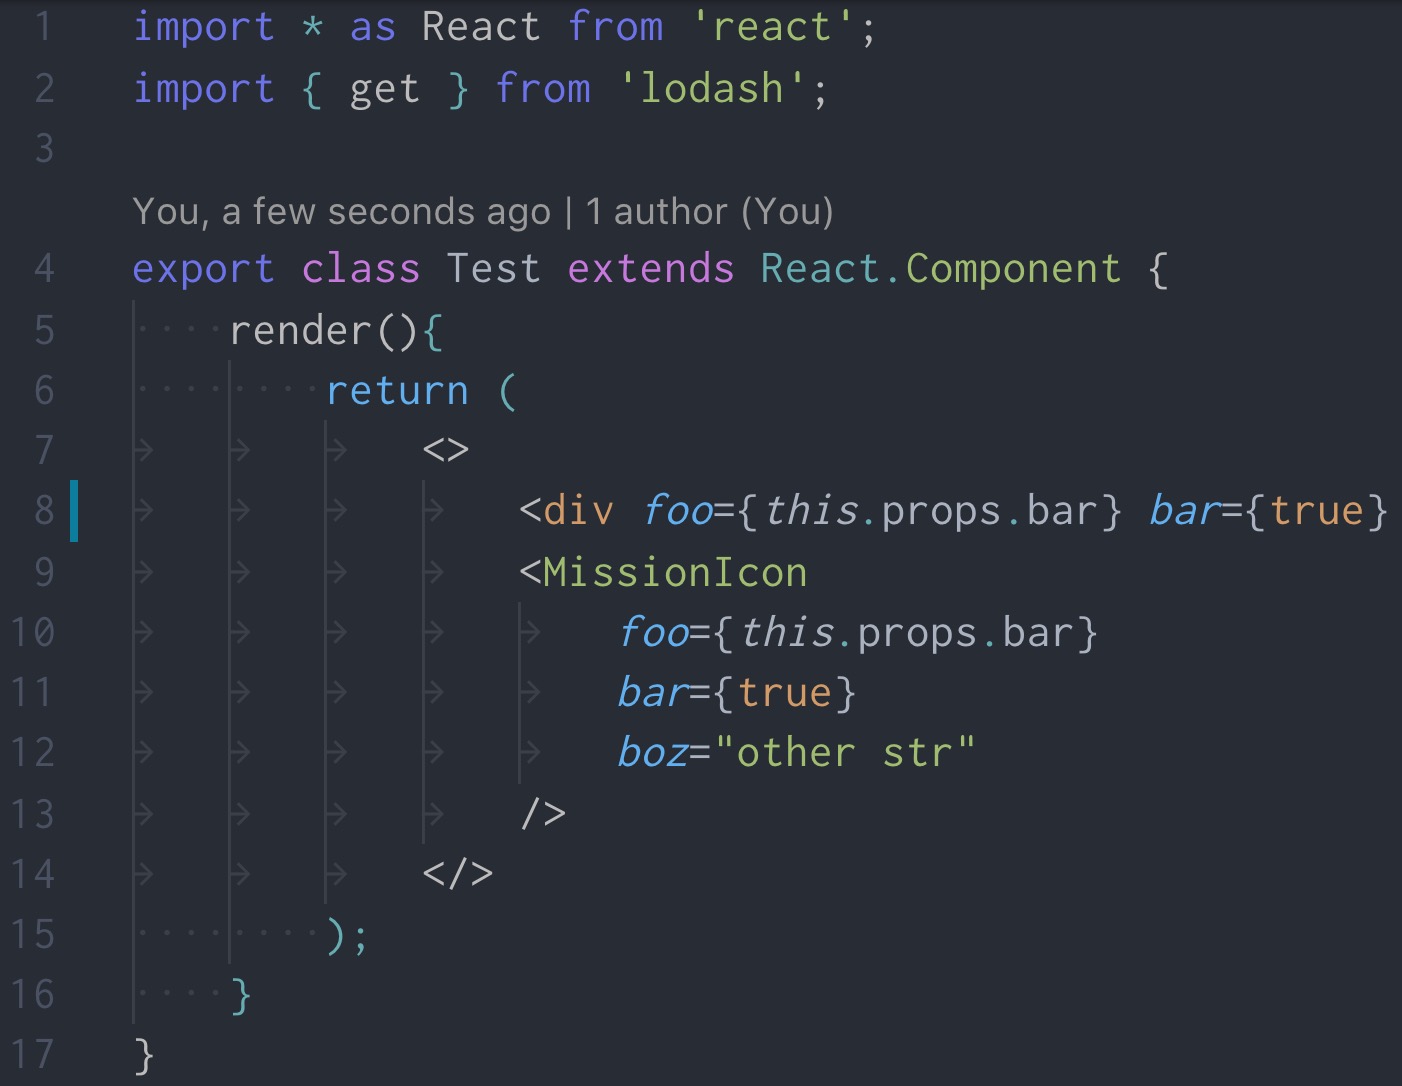 1 import * as React from 'react';
2 import { get } from 'lodash';
3
You, a few seconds ago | 1 author (You)
4 export class Test extends React.Component {
5     render(){
6         return (
7             <>
8                 <div foo={this.props.bar} bar={true}
9                 <MissionIcon
10                     foo={this.props.bar}
11                     bar={true}
12                     boz="other str"
13                 />
14             </>
15         );
16     }
17 }